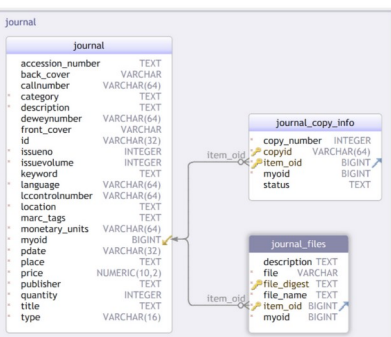 journal
journal
accession_number TEXT
back_cover VARCHAR
callnumber VARCHAR(64)
* category TEXT
* description TEXT
deweynumber VARCHAR(64)
front_cover VARCHAR
id VARCHAR(32)
* issueno INTEGER
* issuevolume INTEGER
keyword TEXT
* language VARCHAR(64)
lccontrolnumber VARCHAR(64)
* location TEXT
marc_tags TEXT
* monetary_units VARCHAR(64)
* myoid BIGINT
* pdate VARCHAR(32)
* place TEXT
* price NUMERIC(10,2)
* publisher TEXT
* quantity INTEGER
* title TEXT
* type VARCHAR(16)
journal_copy_info
* copy_number INTEGER
* copyid VARCHAR(64)
* item_oid BIGINT
* myoid BIGINT
status TEXT
item_oid
journal_files
description TEXT
* file VARCHAR
* file_digest TEXT
* file_name TEXT
* item_oid BIGINT
* myoid BIGINT
item_oid